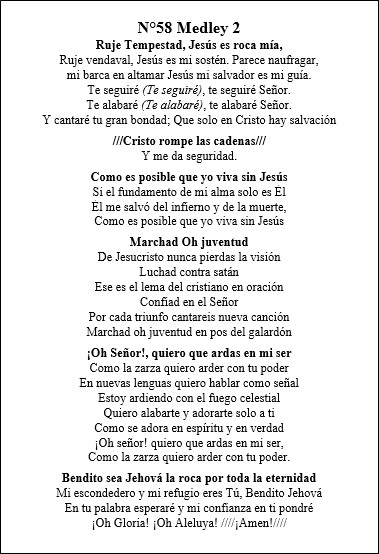 N°58 Medley 2
Ruje Tempestad, Jesús es roca mía,
Ruje vendaval, Jesús es mi sostén. Parece naufragar,
mi barca en altamar Jesús mi salvador es mi guía.
Te seguiré (Te seguiré), te seguiré Señor.
Te alabaré (Te alabaré), te alabaré Señor.
Y cantaré tu gran bondad; Que solo en Cristo hay salvación
///Cristo rompe las cadenas///
Y me da seguridad.
Como es posible que yo viva sin Jesús
Si el fundamento de mi alma solo es Él
Él me salvó del infierno y de la muerte,
Como es posible que yo viva sin Jesús
Marchad Oh juventud
De Jesucristo nunca pierdas la visión
Luchad contra satán
Ese es el lema del cristiano en oración
Confiad en el Señor
Por cada triunfo cantareis nueva canción
Marchad oh juventud en pos del galardón
¡Oh Señor!, quiero que ardas en mi ser
Como la zarza quiero arder con tu poder
En nuevas lenguas quiero hablar como señal
Estoy ardiendo con el fuego celestial
Quiero alabarte y adorarte solo a ti
Como se adora en espíritu y en verdad
¡Oh señor! quiero que ardas en mi ser,
Como la zarza quiero arder con tu poder.
Bendito sea Jehová la roca por toda la eternidad
Mi escondedero y mi refugio eres Tú, Bendito Jehová
En tu palabra esperaré y mi confianza en ti pondré
¡Oh Gloria! ¡Oh Aleluya! ////¡Amen!////